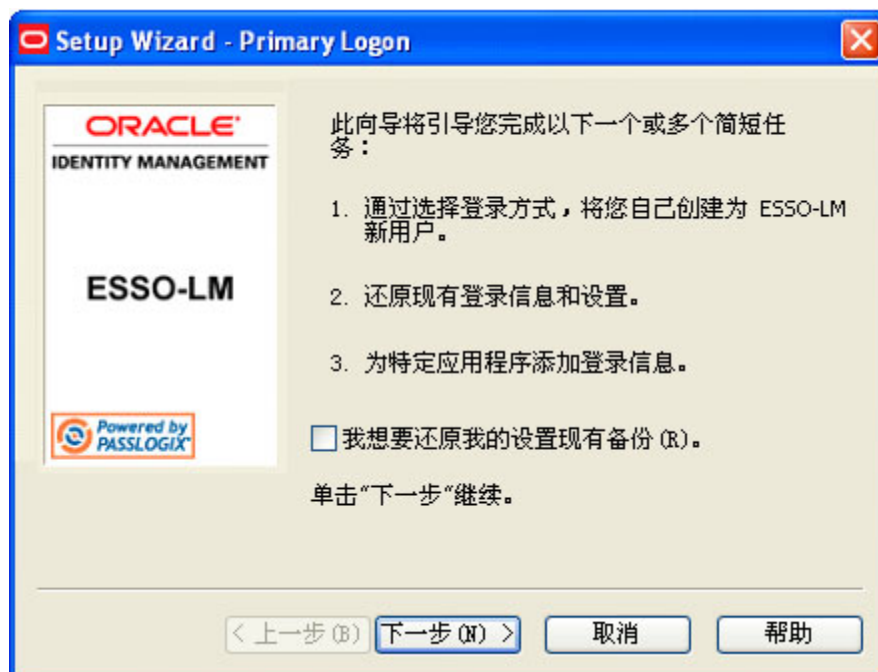 Setup Wizard - Primary Logon
ORACLE®
IDENTITY MANAGEMENT
ESSO-LM
Powered by
PASSLOGIX®
此向导将引导您完成以下一个或多个简短任
务：
1. 通过选择登录方式，将您自己创建为 ESSO-LM
新用户。
2. 还原现有登录信息和设置。
3. 为特定应用程序添加登录信息。
我想要还原我的设置现有备份(R)。
单击“下一步”继续。
< 上一步(B)
下一步(N) >
取消
帮助